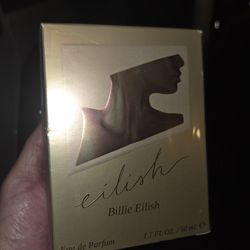 eilish
Billie Eilish
Eau de Parfum
1.7 FL. OZ. / 50 mL e